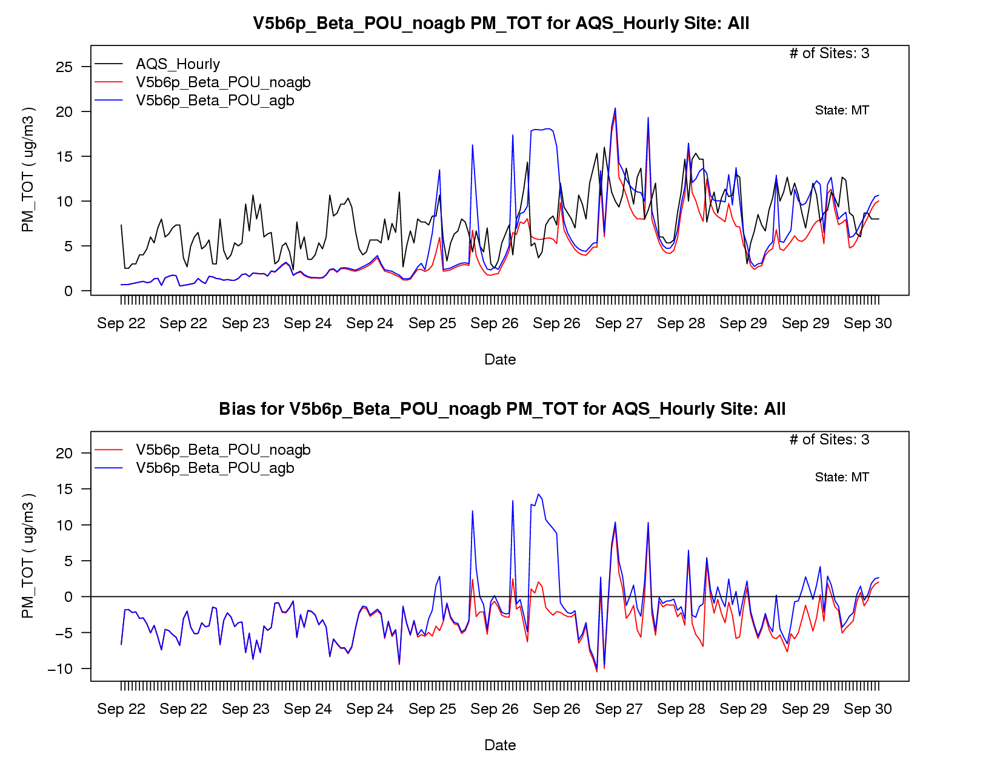 V5b6p_Beta_POU_noagb PM_TOT for AQS_Hourly Site: All
# of Sites: 3
AQS_Hourly
V5b6p_Beta_POU_noagb
V5b6p_Beta_POU_agb
State: MT
25
20
15
10
5
0
PM_TOT ( ug/m3 )
Sep 22 Sep 22 Sep 23 Sep 24 Sep 24 Sep 25 Sep 26 Sep 26 Sep 27 Sep 28 Sep 29 Sep 29 Sep 30
Date
Bias for V5b6p_Beta_POU_noagb PM_TOT for AQS_Hourly Site: All
# of Sites: 3
V5b6p_Beta_POU_noagb
V5b6p_Beta_POU_agb
State: MT
20
15
10
5
0
−5
−10
PM_TOT ( ug/m3 )
Sep 22 Sep 22 Sep 23 Sep 24 Sep 24 Sep 25 Sep 26 Sep 26 Sep 27 Sep 28 Sep 29 Sep 29 Sep 30
Date